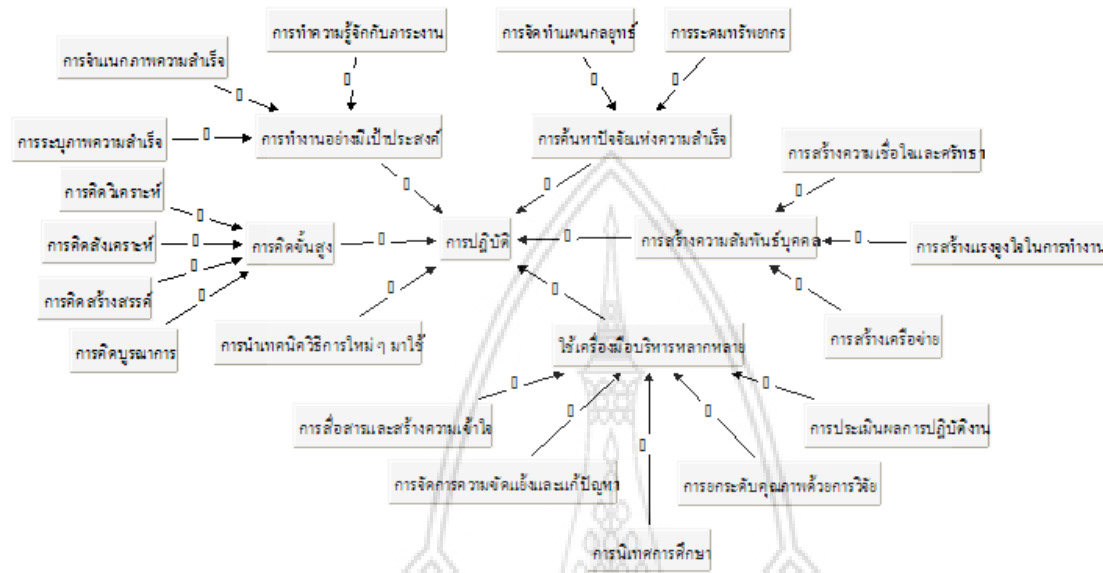 การทำความรู้จักกับภาระงาน
การจัดทำแผนกลยุทธ์
การระดมทรัพยากร
การจำแนกภาพความสำเร็จ
การระบุภาพความสำเร็จ
การทำงานอย่างมีเป้าประสงค์
การค้นหาปัจจัยแห่งความสำเร็จ
การสร้างความเชื่อใจและศรัทธา
การคิดวิเคราะห์
การคิดสังเคราะห์
การคิดขั้นสูง
การปฏิบัติ
การสร้างความสัมพันธ์บุคคล
การสร้างแรงจูงใจในการทำงาน
การคิดสร้างสรรค์
การคิดบูรณาการ
การนำเทคนิควิธีการใหม่ๆ มาใช้
ใช้เครื่องมือบริหารหลากหลาย
การสร้างเครือข่าย
การสื่อสารและสร้างความเข้าใจ
การประเมินผลการปฏิบัติงาน
การจัดการความขัดแย้งและแก้ปัญหา
การยกระดับคุณภาพด้วยการวิจัย
การนิเทศการศึกษา